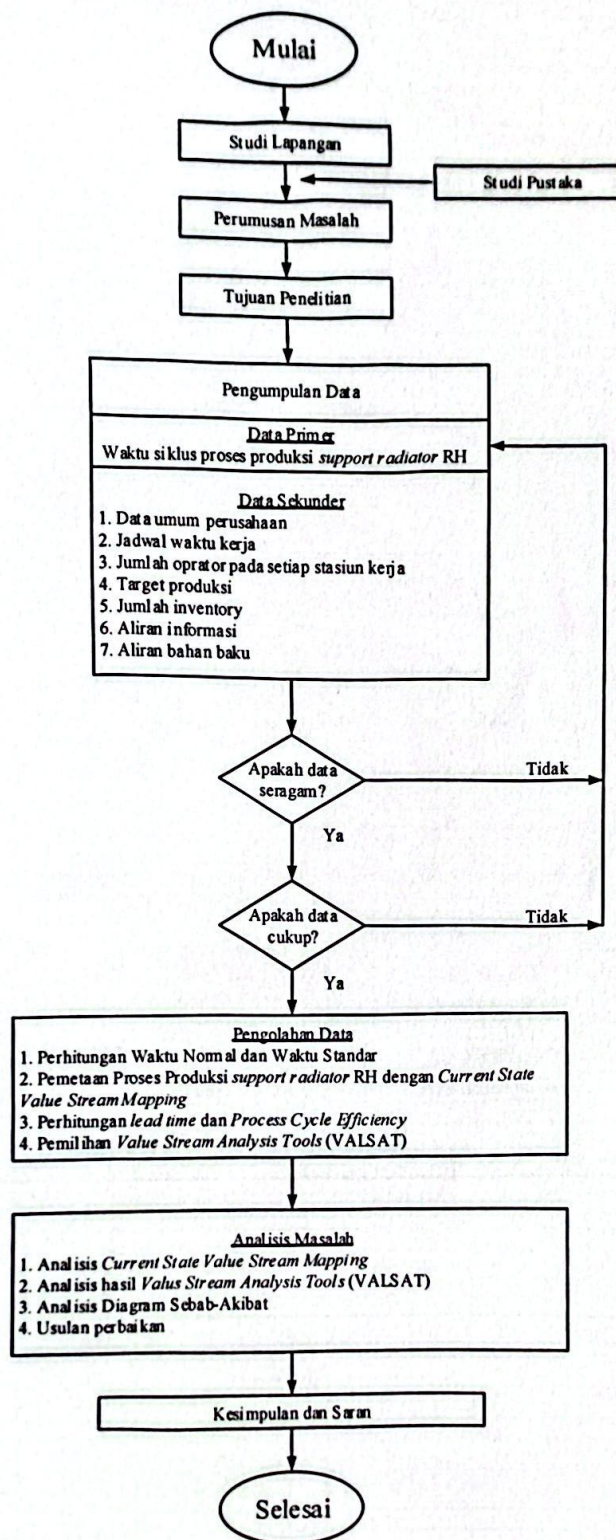 Mulai
Studi Lapangan
Studi Pustaka
Perumusan Masalah
Tujuan Penelitian
Pengumpulan Data
Data Primer
Waktu siklus proses produksi support radiator RH
Data Sekunder
1. Data umum perusahaan
2. Jadwal waktu kerja
3. Jumlah oprator pada setiap stasiun kerja
4. Target produksi
5. Jumlah inventory
6. Aliran informasi
7. Aliran bahan baku
Apakah data
seragam?
Tidak
Ya
Apakah data
cukup?
Tidak
Ya
Pengolahan Data
1. Perhitungan Waktu Normal dan Waktu Standar
2. Pemetaan Proses Produksi support radiator RH dengan Current State
Value Stream Mapping
3. Perhitungan lead time dan Process Cycle Efficiency
4. Pemilihan Value Stream Analysis Tools (VALSAT)
Analisis Masalah
1. Analisis Current State Value Stream Mapping
2. Analisis hasil Valus Stream Analysis Tools (VALSAT)
3. Analisis Diagram Sebab-Akibat
4. Usulan perbaikan
Kesimpulan dan Saran
Selesai